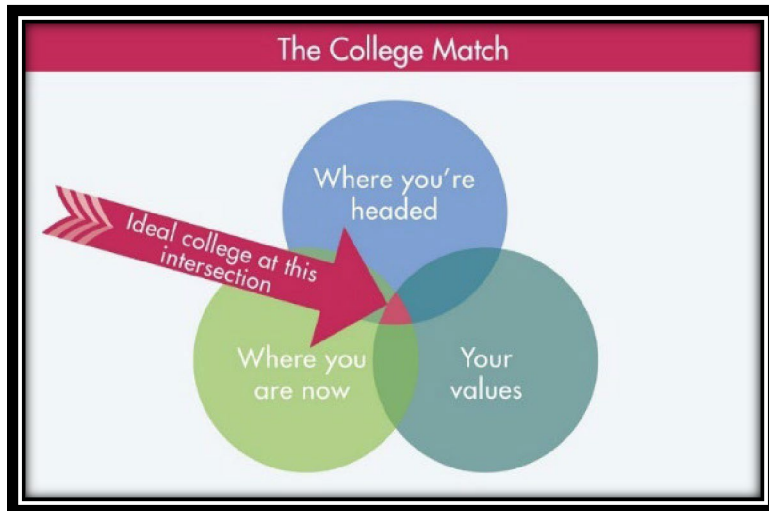 The College Match
Where you're
headed
Ideal college at this
intersection
Where you
are now
Your
values